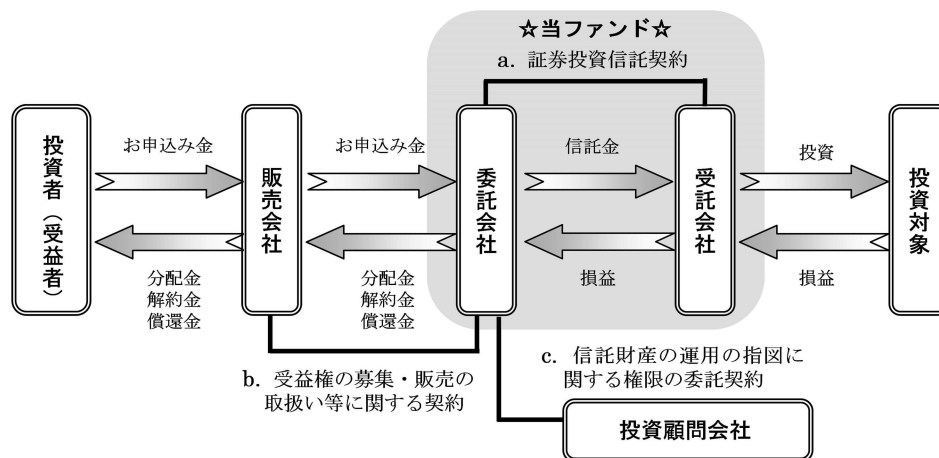 ☆当ファンド☆
a. 証券投資信託契約
投資者（受益者）
お申込み金
分配金
解約金
償還金
販売会社
お申込み金
分配金
解約金
償還金
委託会社
信託金
損益
受託会社
投資
損益
投資対象
b. 受益権の募集・販売の
取扱い等に関する契約
c. 信託財産の運用の指図に
関する権限の委託契約
投資顧問会社